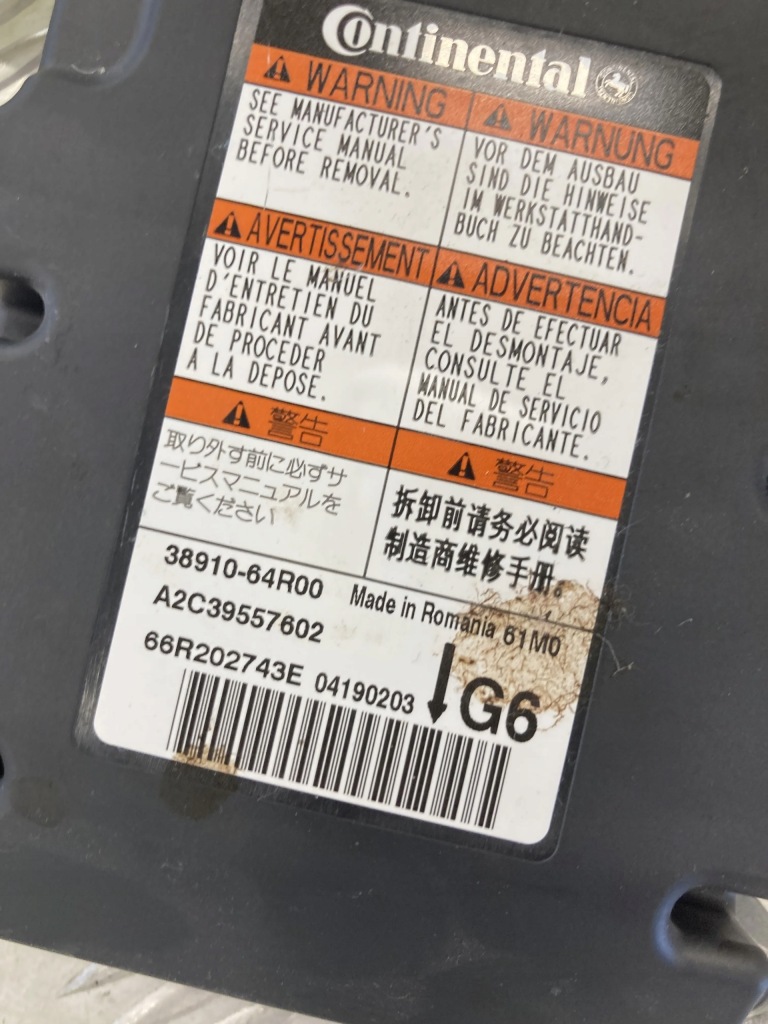 Continental
WARNING
SEE MANUFACTURER'S
SERVICE MANUAL
BEFORE REMOVAL.
WARNUNG
VOR DEM AUSBAU
SIND DIE HINWEISE
IM WERKSTATTHAND-
BUCH ZU BEACHTEN.
AVERTISSEMENT
VOIR LE MANUEL
D'ENTRETIEN DU
FABRICANT AVANT
DE PROCEDER
A LA DEPOSE.
ADVERTENCIA
ANTES DE EFECTUAR
EL DESMONTAJE,
CONSULTE EL
MANUAL DE SERVICIO
DEL FABRICANTE.
警告
取り外す前に必ずサ
ービスマニュアルを
ご覧ください
警告
拆卸前请务必阅读
制造商维修手册。
38910-64R00 Made in Romania 61M0
A2C39557602
66R202743E 04190203 G6